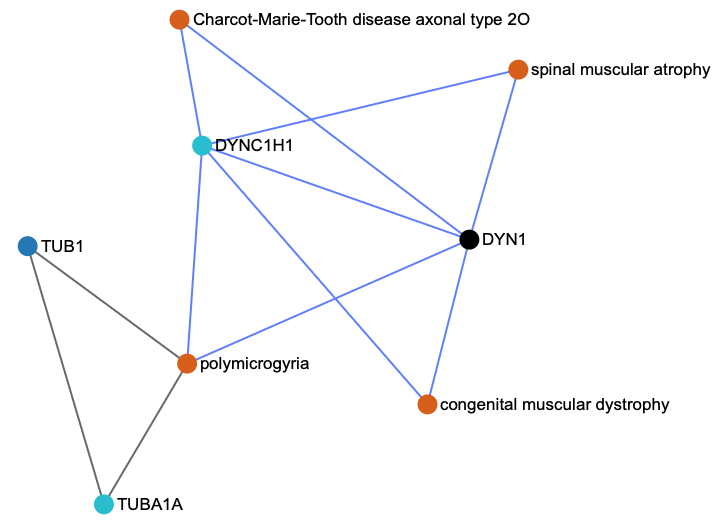 Charcot-Marie-Tooth disease axonal type 2O
spinal muscular atrophy
DYNC1H1
DYN1
TUB1
polymicrogyria
congenital muscular dystrophy
TUBA1A